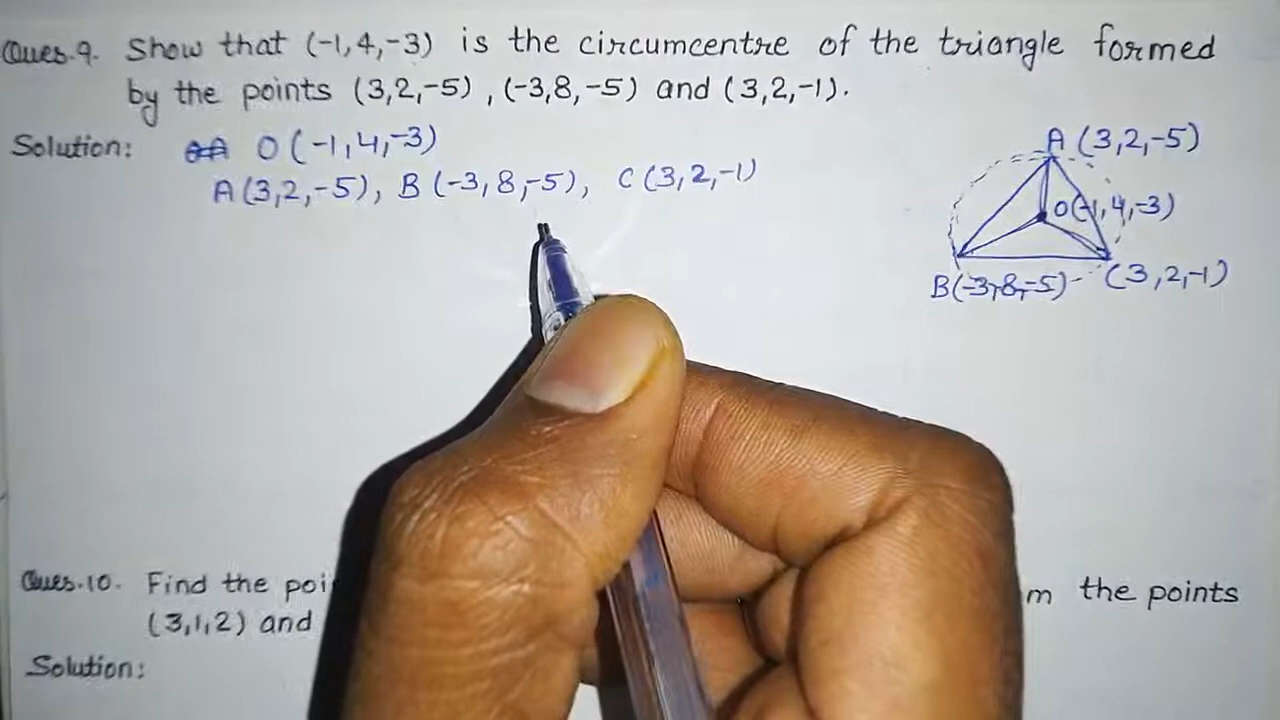 Ques.9. Show that (-1,4,-3) is the circumcentre of the triangle formed
by the points (3,2,-5), (-3,8,-5) and (3,2,-1).
Solution: O(-1,4,-3)
A(3,2,-5), B(-3,8,-5), C(3,2,-1)
A(3,2,-5)
O(-1,4,-3)
B(-3,8,-5) (3,2,-1)
Ques.10. Find the the points
(3,1,2) and
Solution: